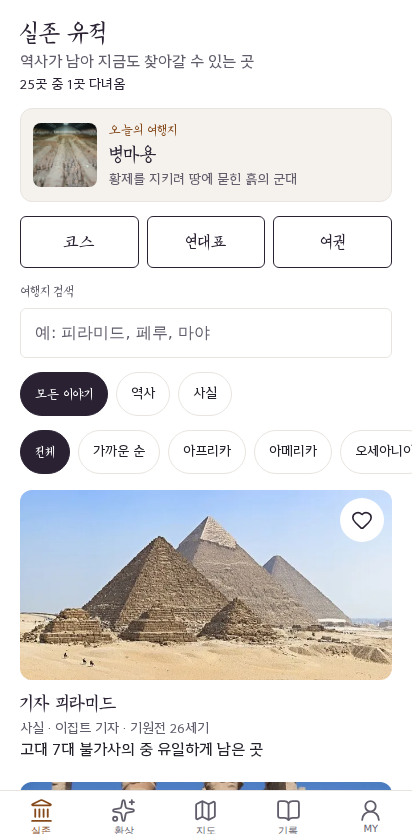 실존 유적
역사가 남아 지금도 찾아갈 수 있는 곳
25곳 중 1곳 다녀옴
오늘의 여행지
병마용
황제를 지키려 땅에 묻힌 흙의 군대
코스 연대표 여권
여행지 검색
예: 피라미드, 페루, 마야
모든 이야기 역사 사실
전체 가까운 순 아프리카 아메리카 오세아니아
기자 피라미드
사실 · 이집트 기자 · 기원전 26세기
고대 7대 불가사의 중 유일하게 남은 곳
실존 환상 지도 기록 MY